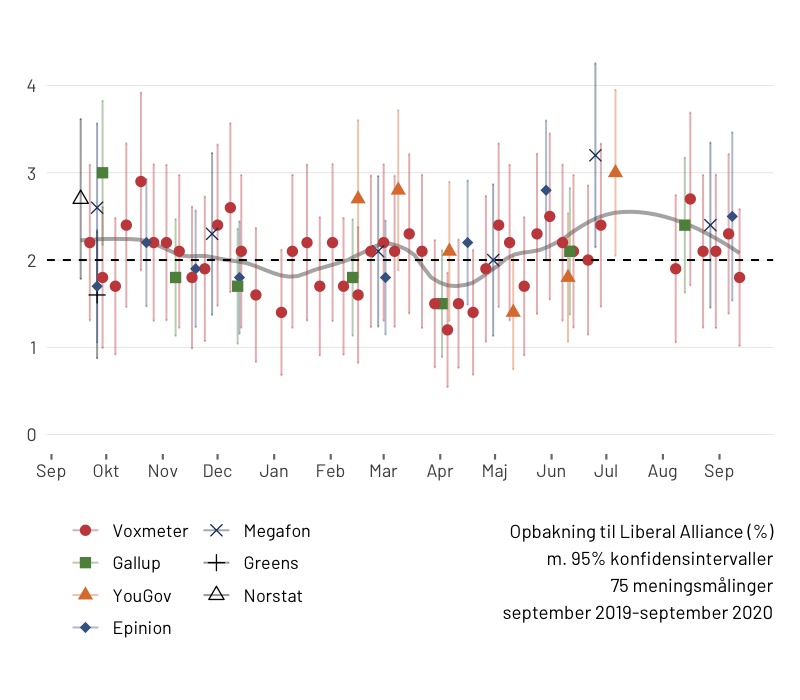 4
3
2
1
0
Sep Okt Nov Dec Jan Feb Mar Apr Maj Jun Jul Aug Sep
Voxmeter Megafon
Gallup Greens
YouGov Norstat
Epinion
Opbakning til Liberal Alliance (%)
m. 95% konfidensintervaller
75 meningsmålinger
september 2019-september 2020